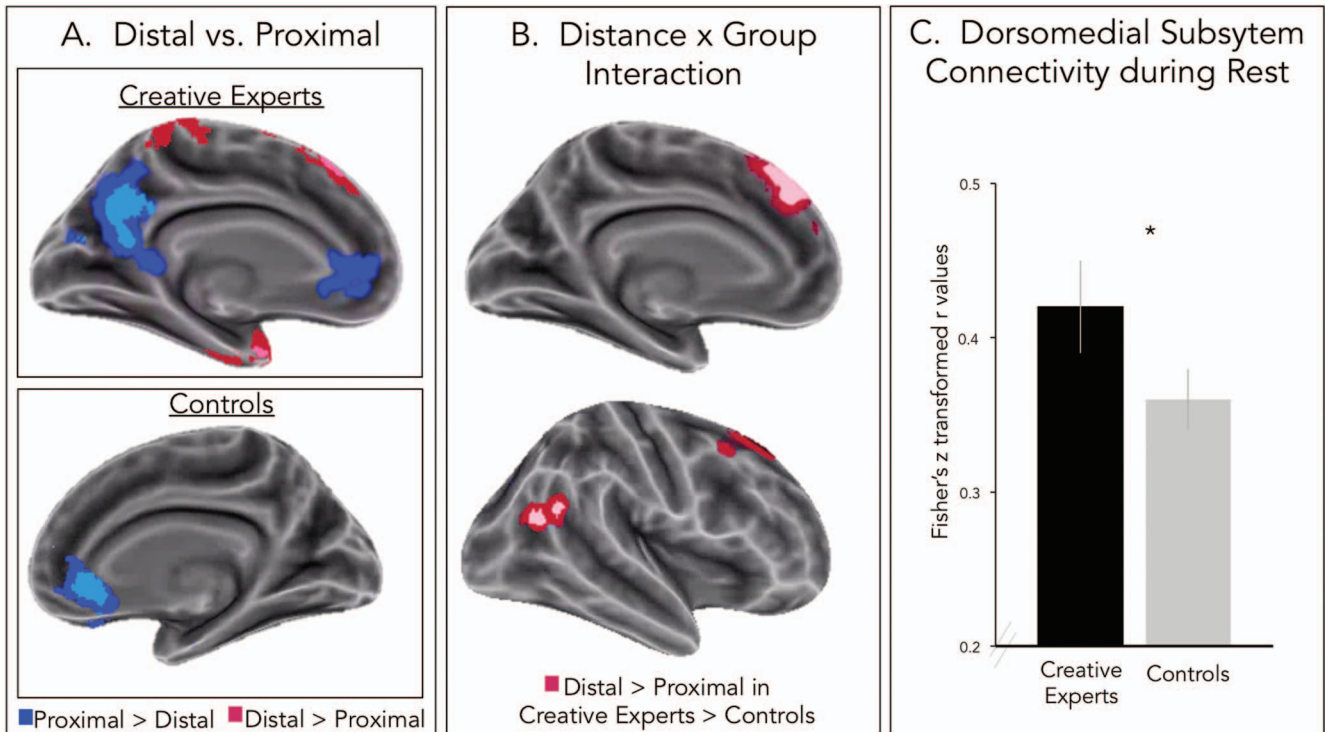 A. Distal vs. Proximal
Creative Experts
Controls
Proximal > Distal Distal > Proximal
B. Distance x Group
Interaction
Distal > Proximal in
Creative Experts > Controls
C. Dorsomedial Subsytem
Connectivity during Rest
Fisher's z transformed r values
0.5
0.4
0.3
0.2
*
Creative
Experts
Controls